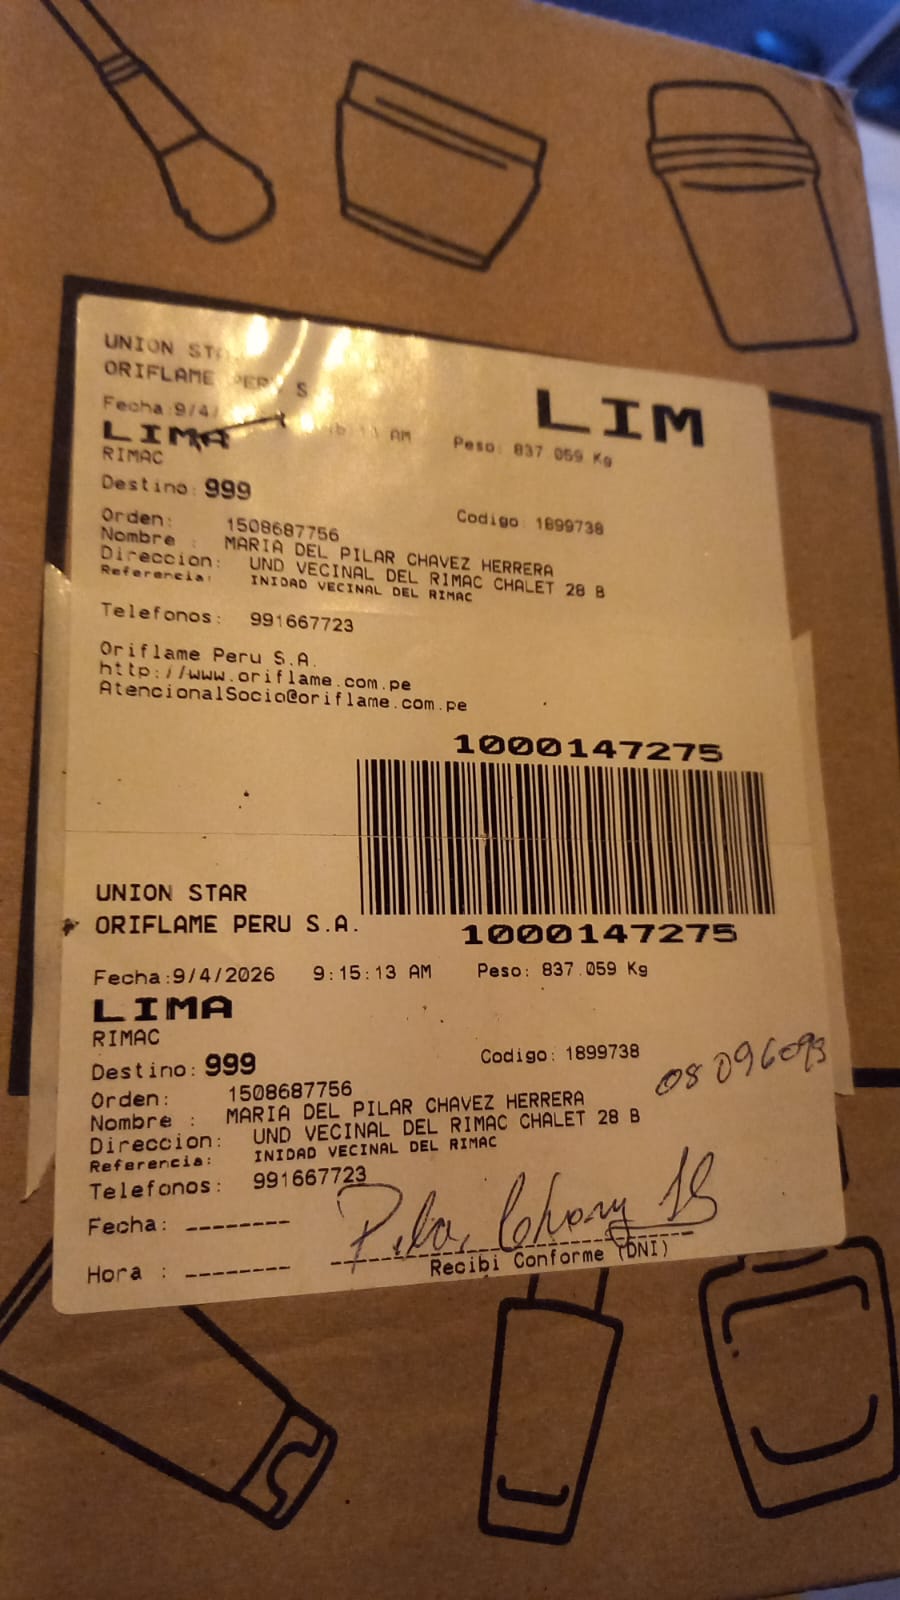 UNION
ORIFLAME PERU S
LIM
Fecha:9/4/ AM Peso: 837.059 Kg
LIMA
RIMAC
Destino: 999
Orden: 1508687756 Codigo: 1899738
Nombre : MARIA DEL PILAR CHAVEZ HERRERA
Direccion: UND VECINAL DEL RIMAC CHALET 28 B
Referencia: INIDAD VECINAL DEL RIMAC
Telefonos: 991667723
Oriflame Peru S.A.
http://www.oriflame.com.pe
AtencionalSocio@oriflame.com.pe
1000147275
UNION STAR
ORIFLAME PERU S.A.
1000147275
Fecha:9/4/2026 9:15:13 AM Peso: 837.059 Kg
LIMA
RIMAC
Destino: 999 Codigo: 1899738
Orden: 1508687756
Nombre : MARIA DEL PILAR CHAVEZ HERRERA
Direccion: UND VECINAL DEL RIMAC CHALET 28 B
Referencia: INIDAD VECINAL DEL RIMAC
Telefonos: 991667723
Fecha: --------
Hora : --------
Recibi Conforme (DNI)